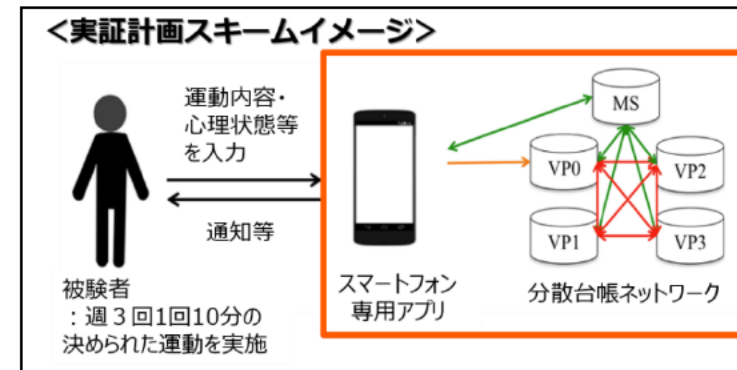 ＜実証計画スキームイメージ＞
運動内容・
心理状態等
を入力
通知等
被験者
：週３回1回10分の
決められた運動を実施
スマートフォン
専用アプリ
MS
VP0
VP2
VP1
VP3
分散台帳ネットワーク